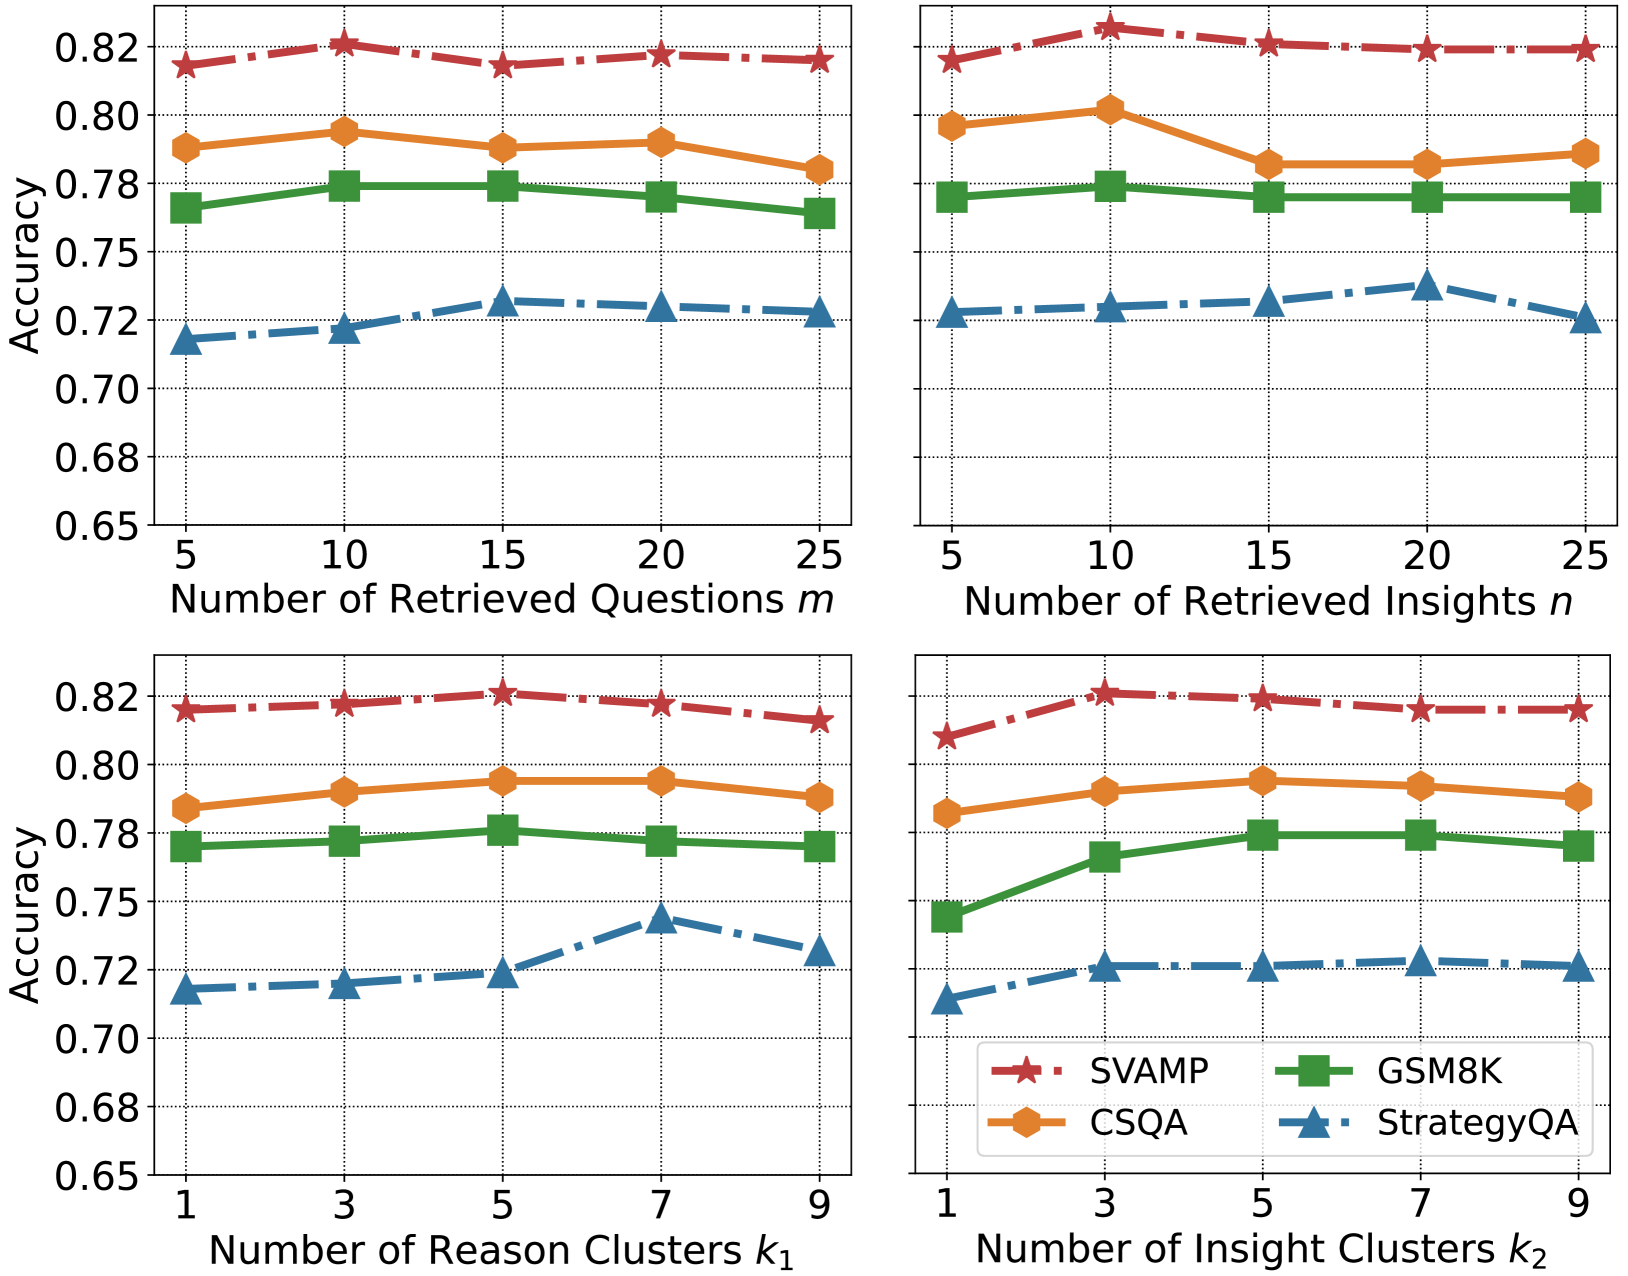 0.82
0.80
0.78
0.75
0.72
0.70
0.68
0.65
Accuracy
5 10 15 20 25
Number of Retrieved Questions m
5 10 15 20 25
Number of Retrieved Insights n
0.82
0.80
0.78
0.75
0.72
0.70
0.68
0.65
Accuracy
1 3 5 7 9
Number of Reason Clusters k₁
SVAMP GSM8K
CSQA StrategyQA
1 3 5 7 9
Number of Insight Clusters k₂